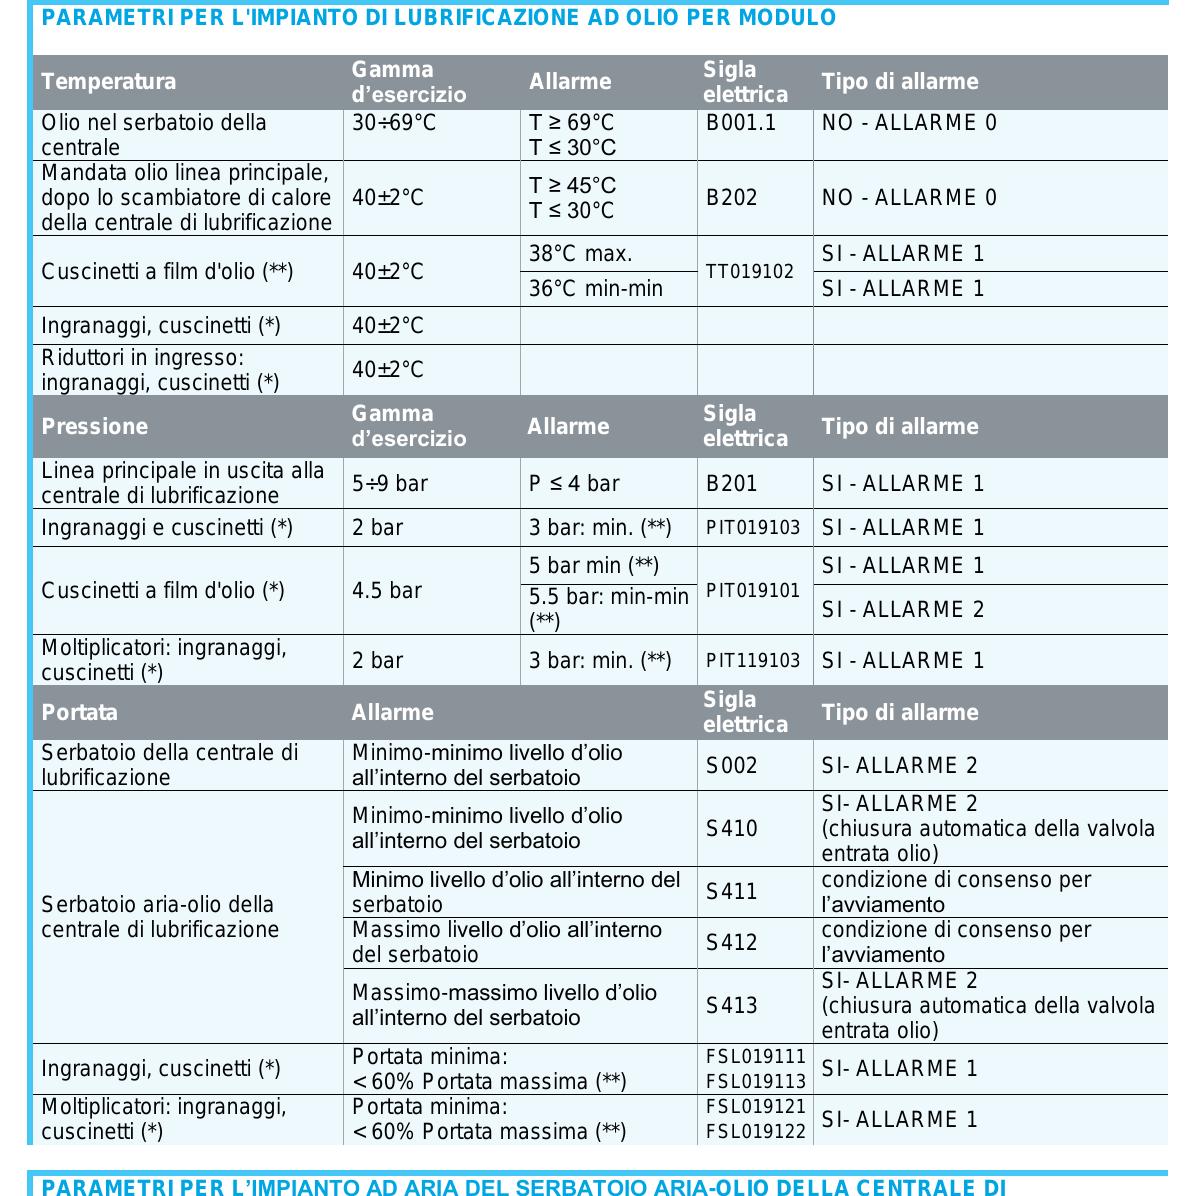 PARAMETRI PER L'IMPIANTO DI LUBRIFICAZIONE AD OLIO PER MODULO
Temperatura
Gamma
d’esercizio
Allarme
Sigla
elettrica
Tipo di allarme
Olio nel serbatoio della
centrale
30÷69°C
T ≥ 69°C
T ≤ 30°C
B001.1
NO - ALLARME 0
Mandata olio linea principale,
dopo lo scambiatore di calore
della centrale di lubrificazione
40±2°C
T ≥ 45°C
T ≤ 30°C
B202
NO - ALLARME 0
Cuscinetti a film d'olio (**)
40±2°C
38°C max.
36°C min-min
TT019102
SI - ALLARME 1
SI - ALLARME 1
Ingranaggi, cuscinetti (*)
40±2°C
Riduttori in ingresso:
ingranaggi, cuscinetti (*)
40±2°C
Pressione
Gamma
d’esercizio
Allarme
Sigla
elettrica
Tipo di allarme
Linea principale in uscita alla
centrale di lubrificazione
5÷9 bar
P ≤ 4 bar
B201
SI - ALLARME 1
Ingranaggi e cuscinetti (*)
2 bar
3 bar: min. (**)
PIT019103
SI - ALLARME 1
Cuscinetti a film d'olio (*)
4.5 bar
5 bar min (**)
5.5 bar: min-min
(**)
PIT019101
SI - ALLARME 1
SI - ALLARME 2
Moltiplicatori: ingranaggi,
cuscinetti (*)
2 bar
3 bar: min. (**)
PIT119103
SI - ALLARME 1
Portata
Allarme
Sigla
elettrica
Tipo di allarme
Serbatoio della centrale di
lubrificazione
Minimo-minimo livello d’olio
all’interno del serbatoio
S002
SI- ALLARME 2
Serbatoio aria-olio della
centrale di lubrificazione
Minimo-minimo livello d’olio
all’interno del serbatoio
S410
SI- ALLARME 2
(chiusura automatica della valvola
entrata olio)
Minimo livello d’olio all’interno del
serbatoio
S411
condizione di consenso per
l’avviamento
Massimo livello d’olio all’interno
del serbatoio
S412
condizione di consenso per
l’avviamento
Massimo-massimo livello d’olio
all’interno del serbatoio
S413
SI- ALLARME 2
(chiusura automatica della valvola
entrata olio)
Ingranaggi, cuscinetti (*)
Portata minima:
< 60% Portata massima (**)
FSL019111
FSL019113
SI- ALLARME 1
Moltiplicatori: ingranaggi,
cuscinetti (*)
Portata minima:
< 60% Portata massima (**)
FSL019121
FSL019122
SI- ALLARME 1
PARAMETRI PER L’IMPIANTO AD ARIA DEL SERBATOIO ARIA-OLIO DELLA CENTRALE DI